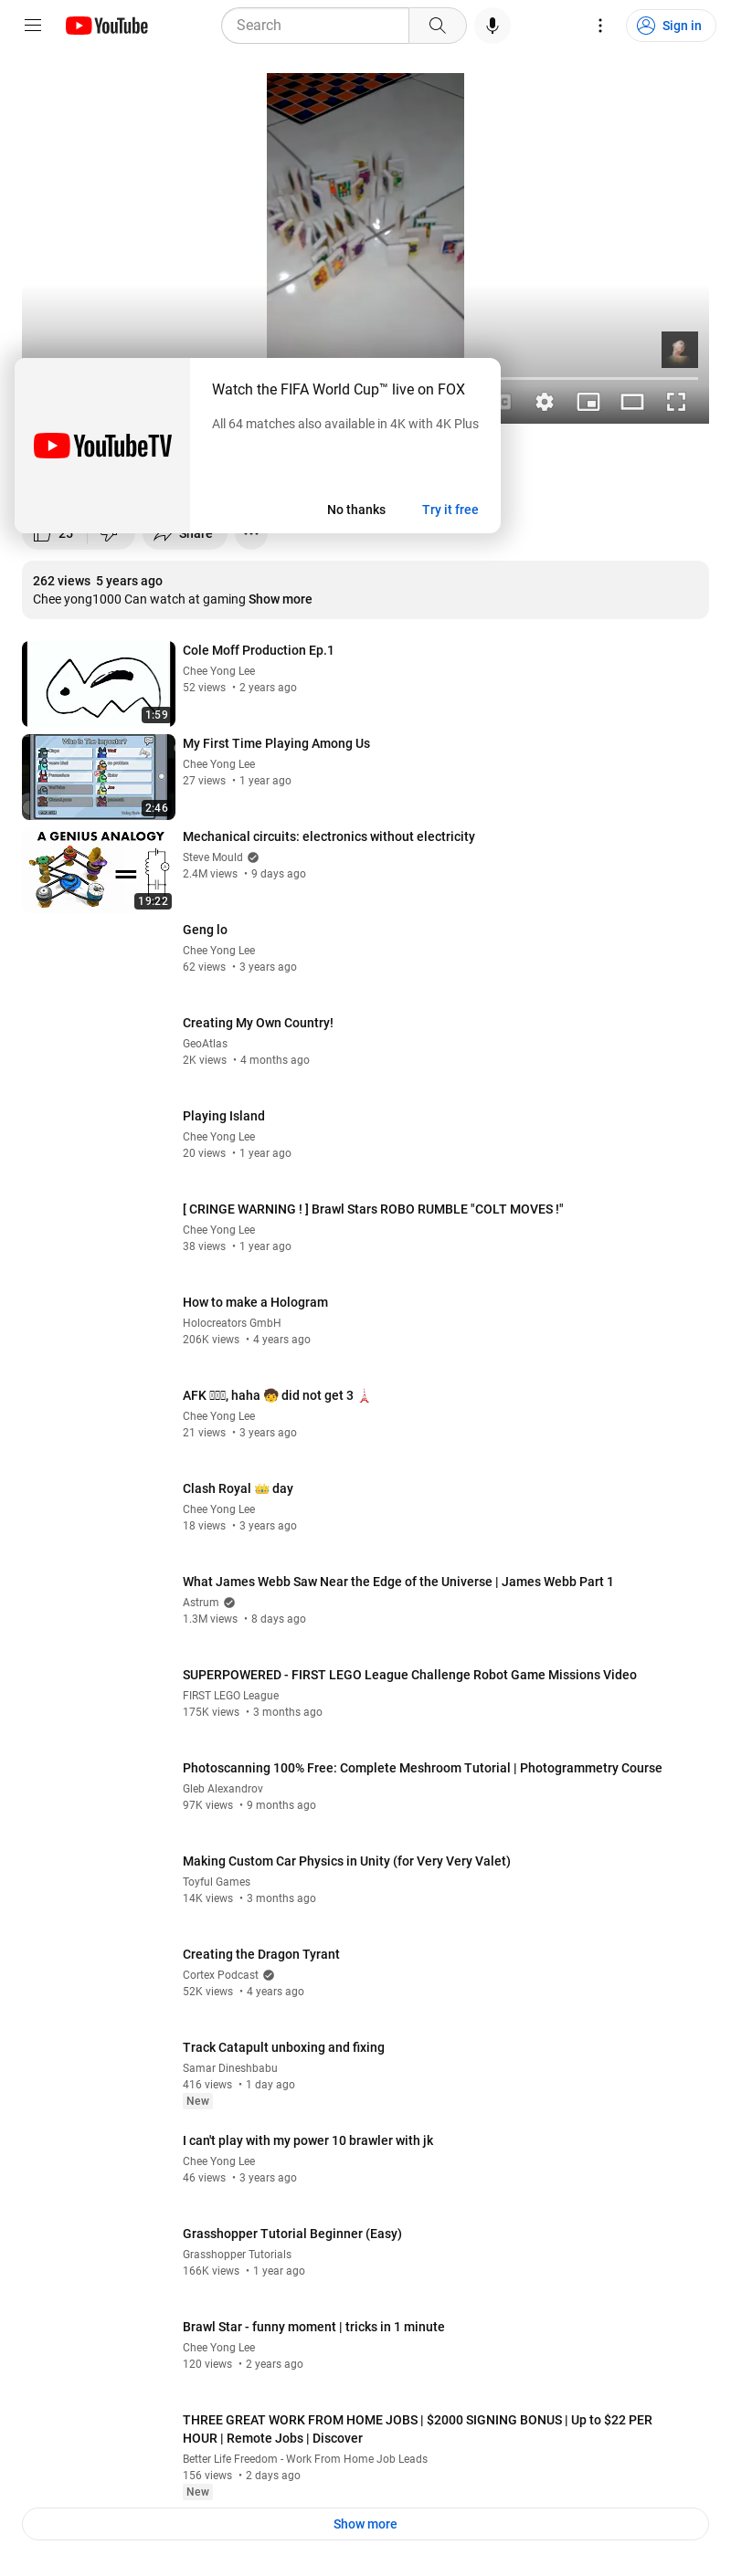 YouTube
Search
Sign in
Watch the FIFA World Cup™ live on FOX
All 64 matches also available in 4K with 4K Plus
YouTubeTV
No thanks
Try it free
25
Share
262 views 5 years ago
Chee yong1000 Can watch at gaming Show more
Cole Moff Production Ep.1
Chee Yong Lee
52 views • 2 years ago
1:59
My First Time Playing Among Us
Chee Yong Lee
27 views • 1 year ago
Who Is The Impostor?
2:46
A GENIUS ANALOGY
Mechanical circuits: electronics without electricity
Steve Mould
2.4M views • 9 days ago
19:22
Geng lo
Chee Yong Lee
62 views • 3 years ago
Creating My Own Country!
GeoAtlas
2K views • 4 months ago
Playing Island
Chee Yong Lee
20 views • 1 year ago
[ CRINGE WARNING ! ] Brawl Stars ROBO RUMBLE "COLT MOVES !"
Chee Yong Lee
38 views • 1 year ago
How to make a Hologram
Holocreators GmbH
206K views • 4 years ago
AFK , haha 🧒 did not get 3 🗼
Chee Yong Lee
21 views • 3 years ago
Clash Royal 👑 day
Chee Yong Lee
18 views • 3 years ago
What James Webb Saw Near the Edge of the Universe | James Webb Part 1
Astrum
1.3M views • 8 days ago
SUPERPOWERED - FIRST LEGO League Challenge Robot Game Missions Video
FIRST LEGO League
175K views • 3 months ago
Photoscanning 100% Free: Complete Meshroom Tutorial | Photogrammetry Course
Gleb Alexandrov
97K views • 9 months ago
Making Custom Car Physics in Unity (for Very Very Valet)
Toyful Games
14K views • 3 months ago
Creating the Dragon Tyrant
Cortex Podcast
52K views • 4 years ago
Track Catapult unboxing and fixing
Samar Dineshbabu
416 views • 1 day ago
New
I can't play with my power 10 brawler with jk
Chee Yong Lee
46 views • 3 years ago
Grasshopper Tutorial Beginner (Easy)
Grasshopper Tutorials
166K views • 1 year ago
Brawl Star - funny moment | tricks in 1 minute
Chee Yong Lee
120 views • 2 years ago
THREE GREAT WORK FROM HOME JOBS | $2000 SIGNING BONUS | Up to $22 PER
HOUR | Remote Jobs | Discover
Better Life Freedom - Work From Home Job Leads
156 views • 2 days ago
New
Show more